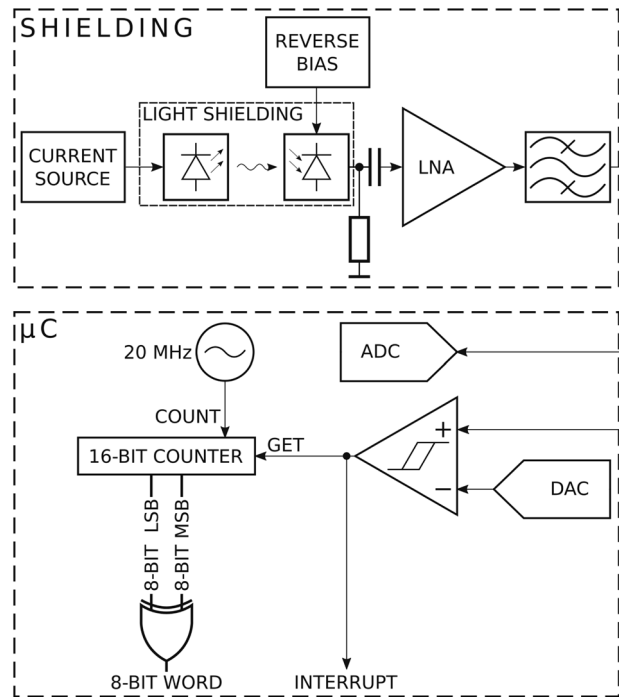 SHIELDING
REVERSE
BIAS
LIGHT SHIELDING
CURRENT
SOURCE
LNA
µC
20 MHz
ADC
COUNT
+
16-BIT COUNTER
GET
−
DAC
8-BIT LSB
8-BIT MSB
8-BIT WORD
INTERRUPT